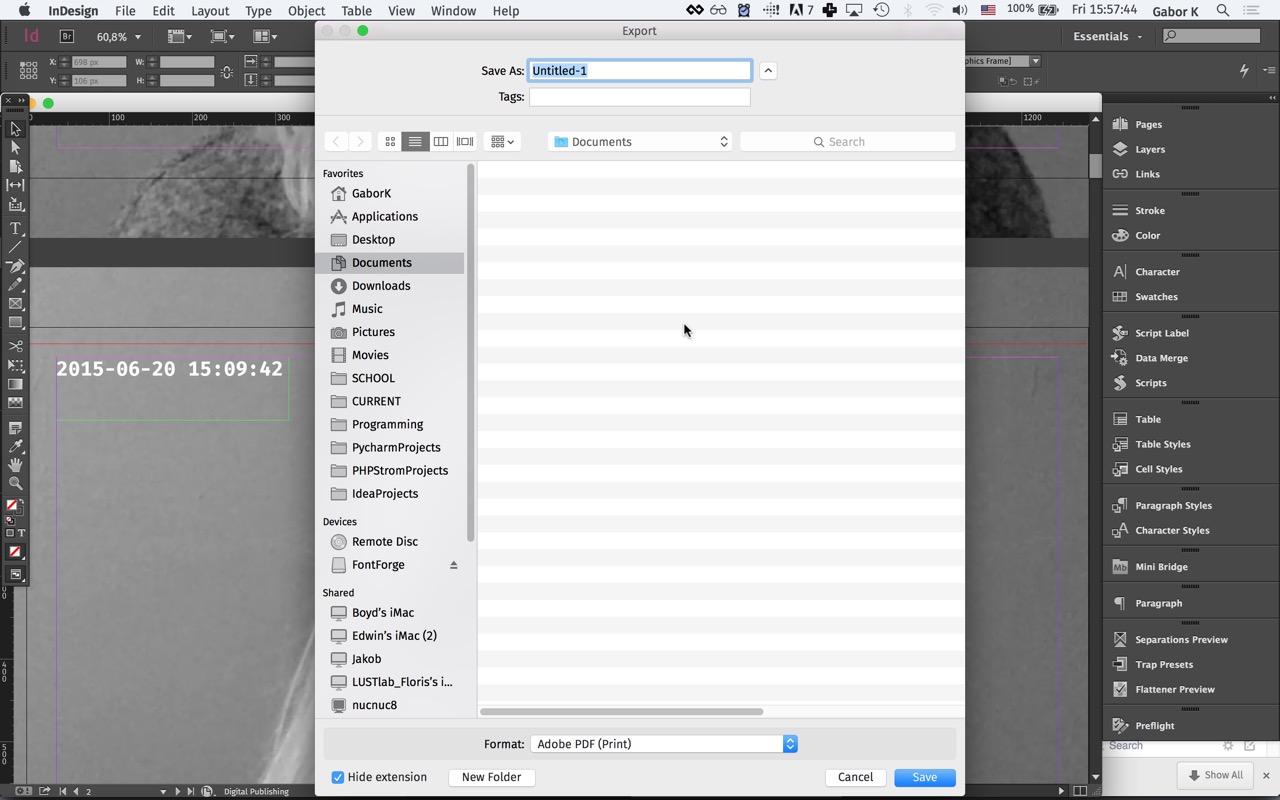 InDesign File Edit Layout Type Object Table View Window Help 7 100% Fri 15:57:44 Gabor K
Id Br 60,8% Essentials
X: 698 px W:
Y: 106 px H:
phics Frame]
Export
Save As: Untitled-1
Tags:
Documents Search
100 200 300 1200
Favorites
GaborK
Applications
Desktop
Documents
Downloads
Music
Pictures
Movies
SCHOOL
CURRENT
Programming
PycharmProjects
PHPStromProjects
IdeaProjects
Devices
Remote Disc
FontForge
Shared
Boyd's iMac
Edwin's iMac (2)
Jakob
LUSTlab_Floris's i...
nucnuc8
Format: Adobe PDF (Print)
Hide extension New Folder Cancel Save
2015-06-20 15:09:42
Pages
Layers
Links
Stroke
Color
Character
Swatches
Script Label
Data Merge
Scripts
Table
Table Styles
Cell Styles
Paragraph Styles
Character Styles
Mb Mini Bridge
Paragraph
Separations Preview
Trap Presets
Flattener Preview
Preflight
Search
Show All
2 Digital Publishing